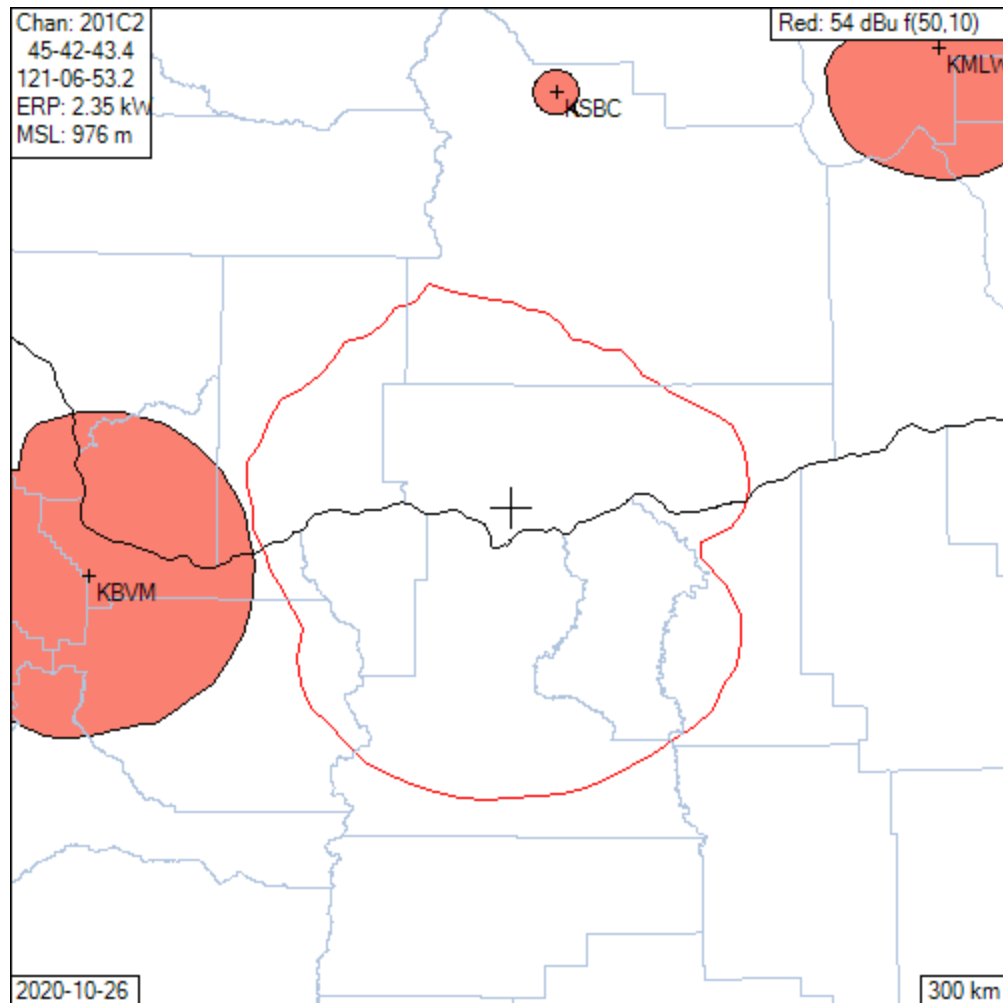 Chan: 201C2
45-42-43.4
121-06-53.2
ERP: 2.35 kW
MSL: 976 m
Red: 54 dBu f(50,10)
KMLW
KSBC
KBVM
2020-10-26
300 km